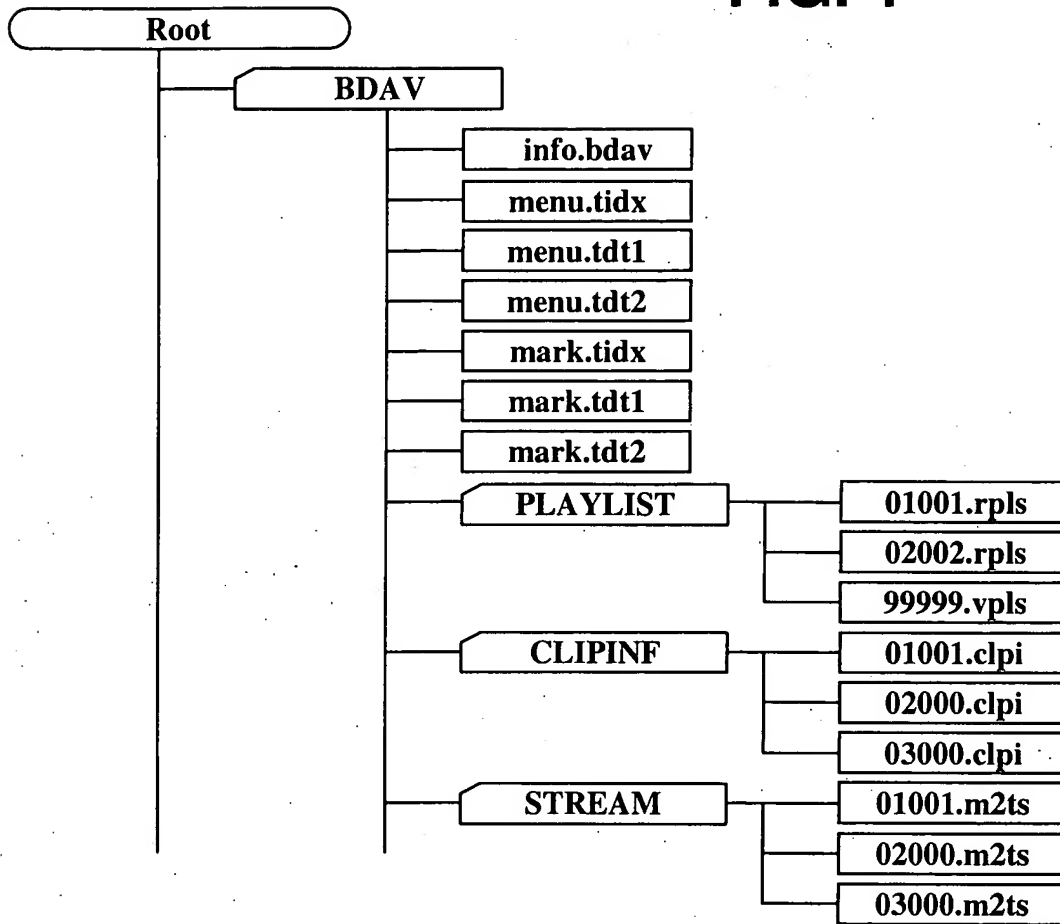 Root
BDAV
info.bdav
menu.tidx
menu.tdt1
menu.tdt2
mark.tidx
mark.tdt1
mark.tdt2
PLAYLIST
01001.rpls
02002.rpls
99999.vpls
CLIPINF
01001.clpi
02000.clpi
03000.clpi
STREAM
01001.m2ts
02000.m2ts
03000.m2ts